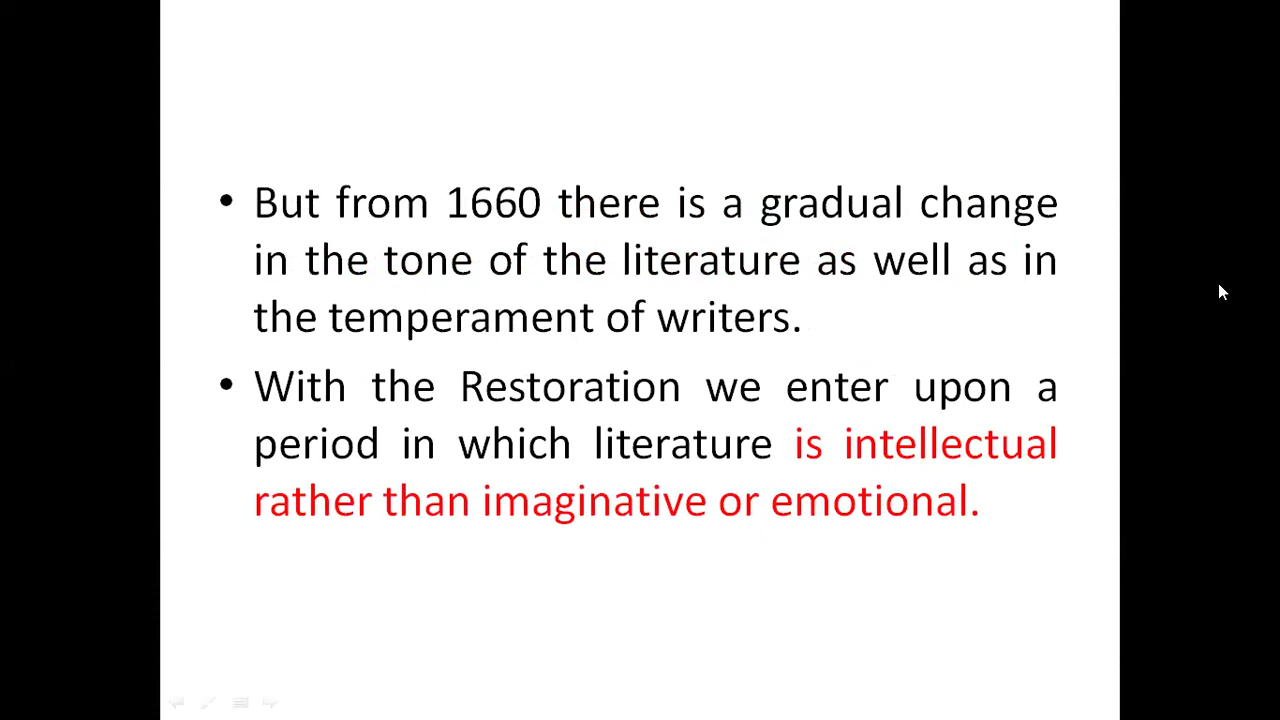 • But from 1660 there is a gradual change
in the tone of the literature as well as in
the temperament of writers.
• With the Restoration we enter upon a
period in which literature is intellectual
rather than imaginative or emotional.